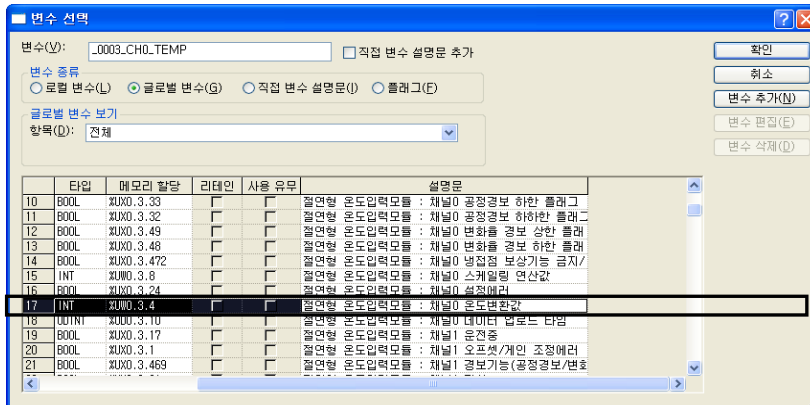 변수 선택
변수(V): _0003_CH0_TEMP 직접 변수 설명문 추가 확인
변수 종류 취소
로컬 변수(L) 글로벌 변수(G) 직접 변수 설명문(I) 플래그(F) 변수 추가(N)
글로벌 변수 보기 변수 편집(E)
항목(D): 전체 변수 삭제(D)
타입 메모리 할당 리테인 사용 유무 설명문
10 BOOL %UX0.3.33 절연형 온도입력모듈 : 채널0 공정경보 하한 플래그
11 BOOL %UX0.3.32 절연형 온도입력모듈 : 채널0 공정경보 하하한 플래그
12 BOOL %UX0.3.49 절연형 온도입력모듈 : 채널0 변화율 경보 상한 플래
13 BOOL %UX0.3.48 절연형 온도입력모듈 : 채널0 변화율 경보 하한 플래
14 BOOL %UX0.3.472 절연형 온도입력모듈 : 채널0 냉접점 보상기능 금지/
15 INT %UW0.3.8 절연형 온도입력모듈 : 채널0 스케일링 연산값
16 BOOL %UX0.3.24 절연형 온도입력모듈 : 채널0 설정에러
17 INT %UW0.3.4 절연형 온도입력모듈 : 채널0 온도변환값
18 UDINT %UD0.3.10 절연형 온도입력모듈 : 채널0 데이터 업로드 타임
19 BOOL %UX0.3.17 절연형 온도입력모듈 : 채널1 운전중
20 BOOL %UX0.3.1 절연형 온도입력모듈 : 채널1 오프셋/게인 조정에러
21 BOOL %UX0.3.469 절연형 온도입력모듈 : 채널1 경보기능(공정경보/변화